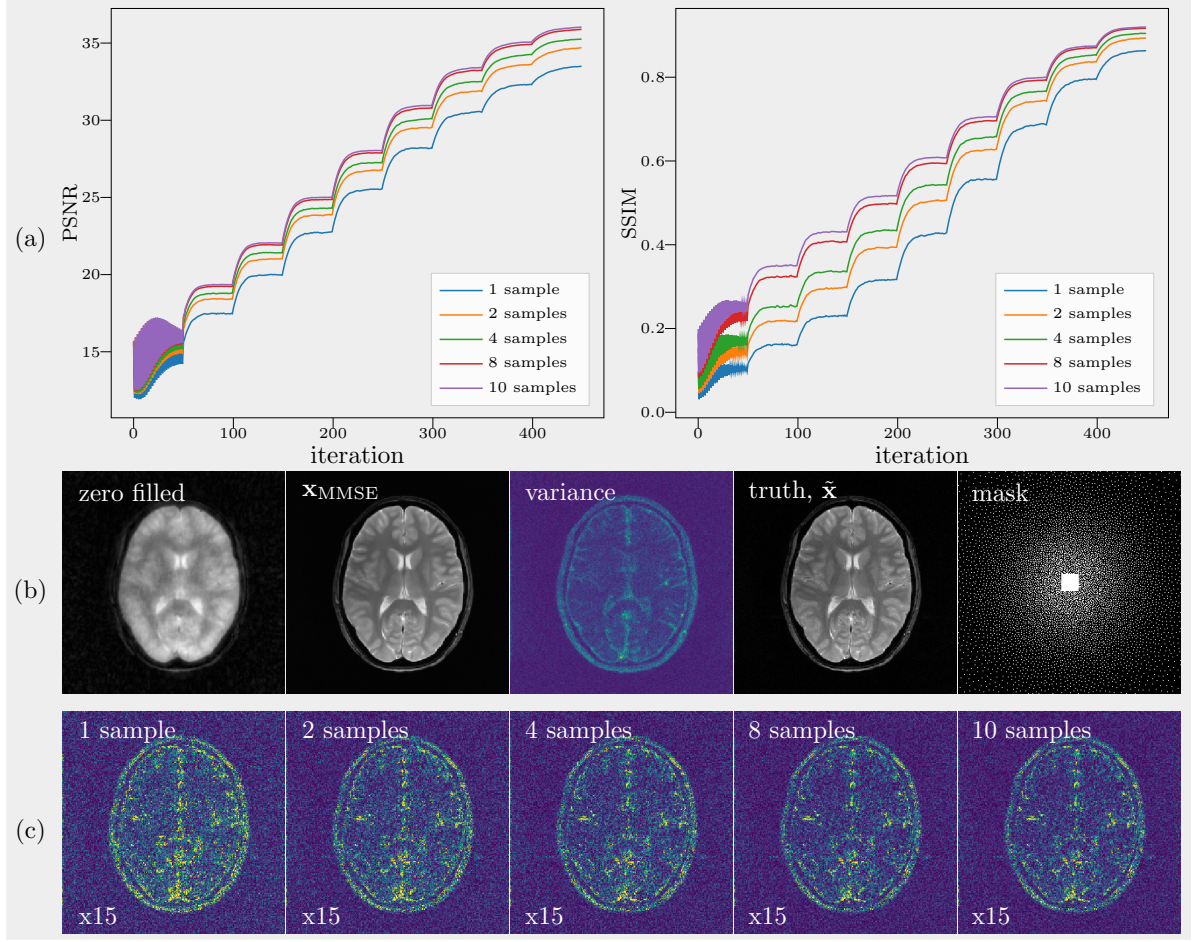 (a)
PSNR
35
30
25
20
15
0
100
200
300
400
iteration
1 sample
2 samples
4 samples
8 samples
10 samples
SSIM
0.8
0.6
0.4
0.2
0.0
0
100
200
300
400
iteration
1 sample
2 samples
4 samples
8 samples
10 samples
(b)
zero filled
x_MMSE
variance
truth, x̃
mask
(c)
1 sample
2 samples
4 samples
8 samples
10 samples
x15
x15
x15
x15
x15